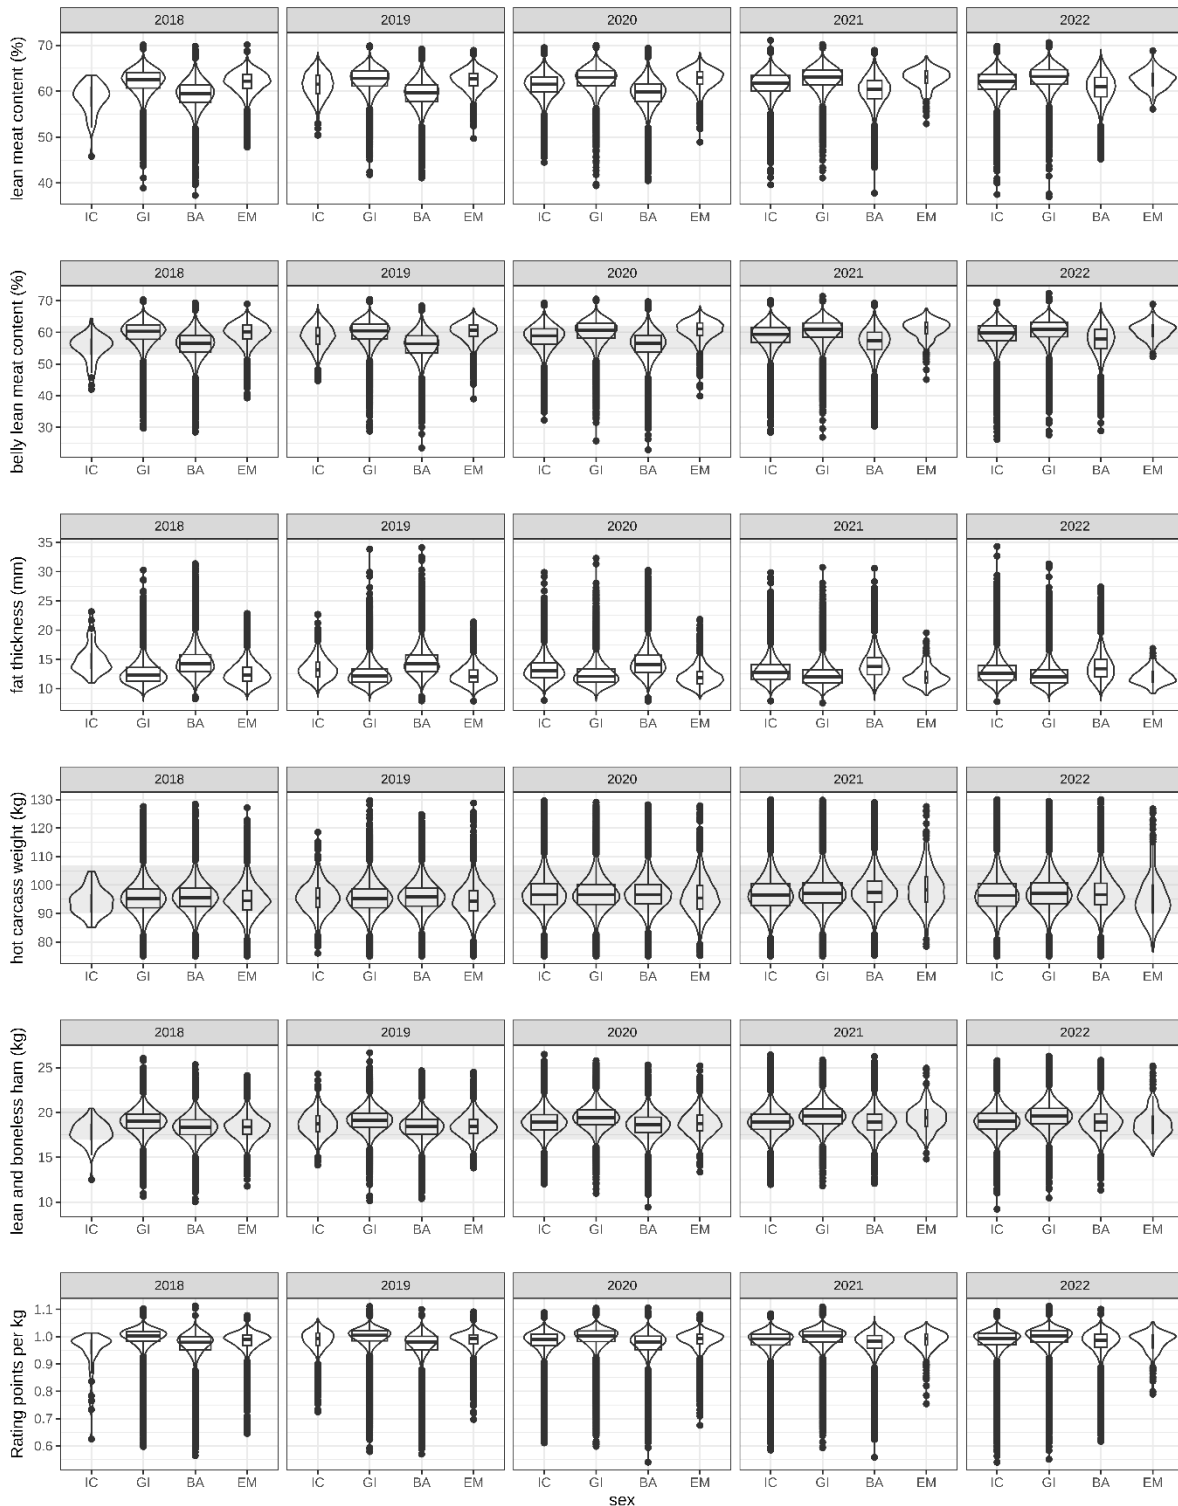 2018 2019 2020 2021 2022
lean meat content (%)
70
60
50
40
IC GI BA EM IC GI BA EM IC GI BA EM IC GI BA EM IC GI BA EM
2018 2019 2020 2021 2022
belly lean meat content (%)
70
60
50
40
30
IC GI BA EM IC GI BA EM IC GI BA EM IC GI BA EM IC GI BA EM
2018 2019 2020 2021 2022
fat thickness (mm)
35
30
25
20
15
10
IC GI BA EM IC GI BA EM IC GI BA EM IC GI BA EM IC GI BA EM
2018 2019 2020 2021 2022
hot carcass weight (kg)
130
120
110
100
90
80
IC GI BA EM IC GI BA EM IC GI BA EM IC GI BA EM IC GI BA EM
2018 2019 2020 2021 2022
lean and boneless ham (kg)
25
20
15
10
IC GI BA EM IC GI BA EM IC GI BA EM IC GI BA EM IC GI BA EM
2018 2019 2020 2021 2022
Rating points per kg
1.1
1.0
0.9
0.8
0.7
0.6
IC GI BA EM IC GI BA EM IC GI BA EM IC GI BA EM IC GI BA EM
sex